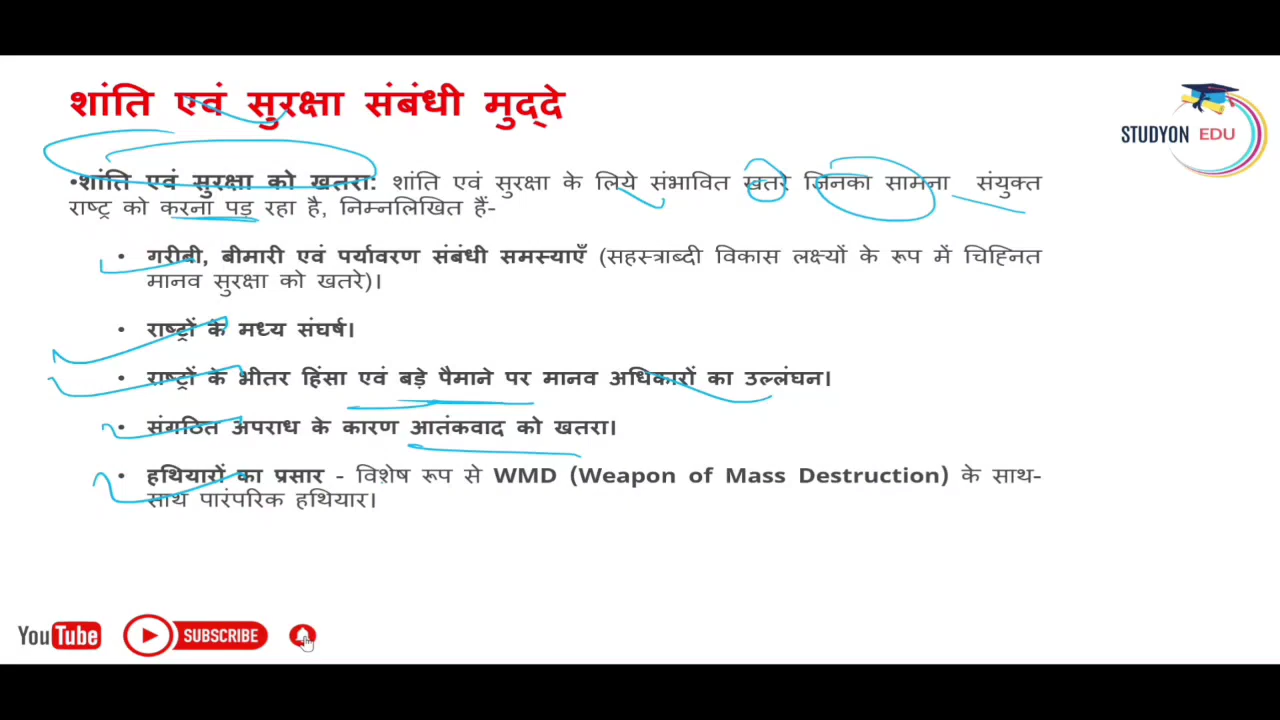 शांति एवं सुरक्षा संबंधी मुद्दे
STUDYON EDU
•शांति एवं सुरक्षा को खतरा: शांति एवं सुरक्षा के लिये संभावित खतरे जिनका सामना संयुक्त
राष्ट्र को करना पड़ रहा है, निम्नलिखित हैं-
• गरीबी, बीमारी एवं पर्यावरण संबंधी समस्याएँ (सहस्त्राब्दी विकास लक्ष्यों के रूप में चिह्नित
मानव सुरक्षा को खतरे)।
• राष्ट्रों के मध्य संघर्ष।
• राष्ट्रों के भीतर हिंसा एवं बड़े पैमाने पर मानव अधिकारों का उल्लंघन।
• संगठित अपराध के कारण आतंकवाद को खतरा।
• हथियारों का प्रसार - विशेष रूप से WMD (Weapon of Mass Destruction) के साथ-
साथ पारंपरिक हथियार।
YouTube SUBSCRIBE